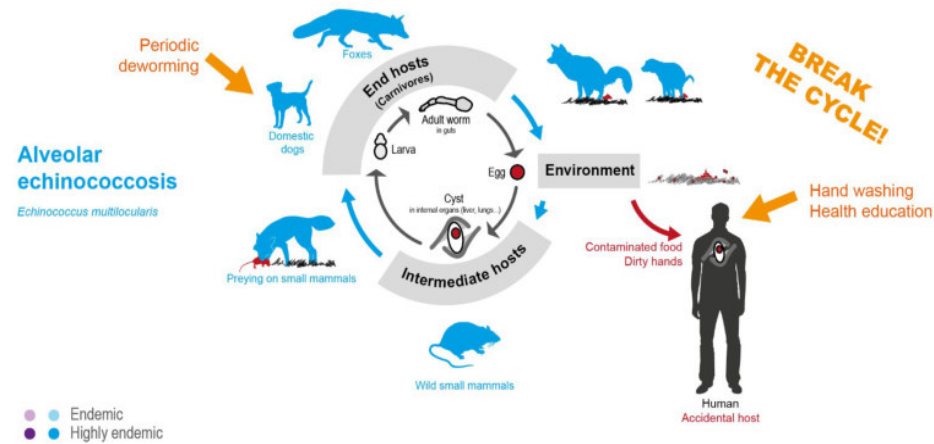 Alveolar
echinococcosis
Echinococcus multilocularis
Periodic
deworming
Foxes
Domestic
dogs
End hosts
(Carnivores)
Adult worm
in guts
Larva
Egg
Environment
Cyst
in internal organs (liver, lungs...)
Intermediate hosts
Preying on small mammals
Wild small mammals
BREAK
THE CYCLE!
Hand washing
Health education
Contaminated food
Dirty hands
Human
Accidental host
Endemic
Highly endemic